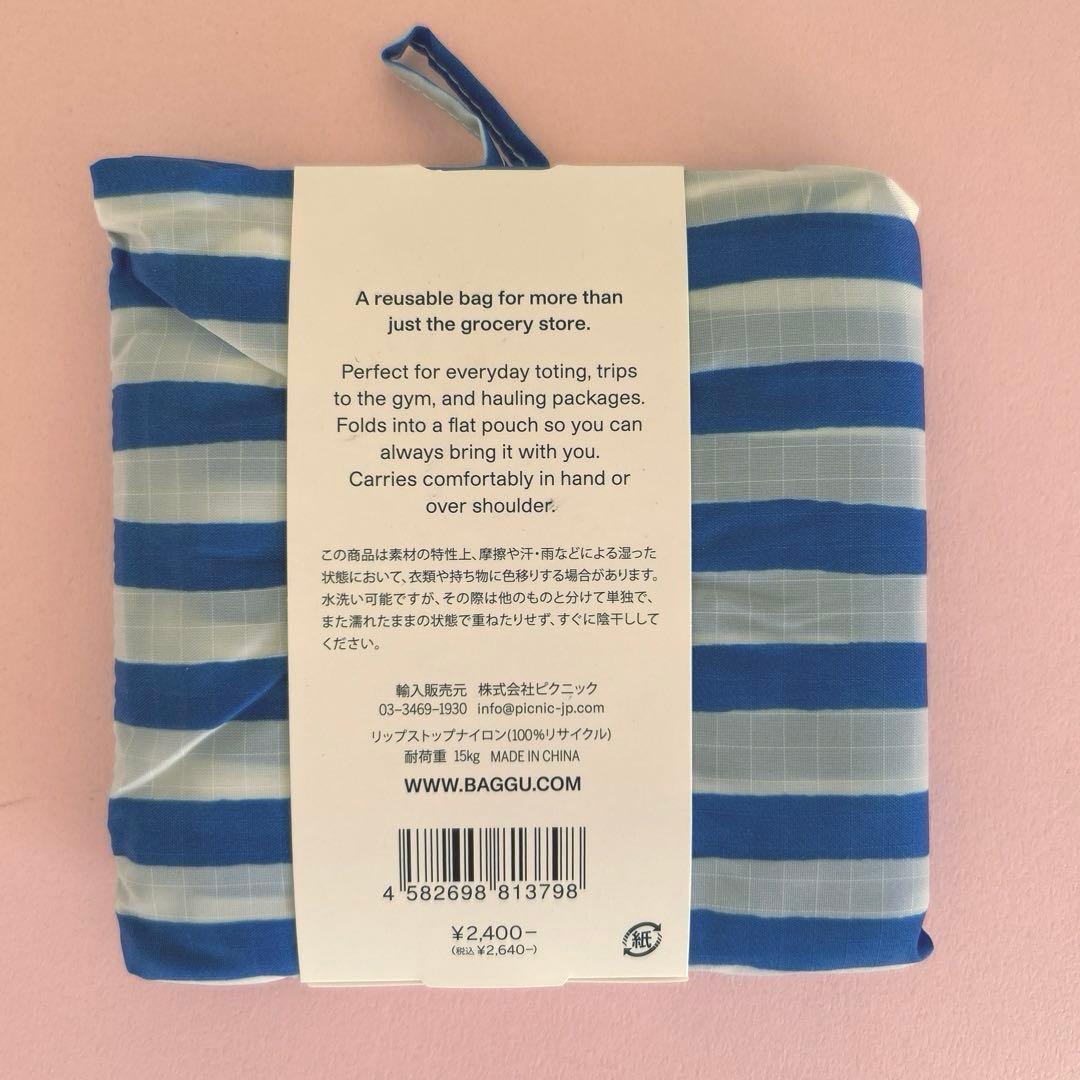 A reusable bag for more than
just the grocery store.
Perfect for everyday toting, trips
to the gym, and hauling packages.
Folds into a flat pouch so you can
always bring it with you.
Carries comfortably in hand or
over shoulder.
この商品は素材の特性上、摩擦や汗・雨などによる湿った
状態において、衣類や持ち物に色移りする場合があります。
水洗い可能ですが、その際は他のものと分けて単独で、
また濡れたままの状態で重ねたりせず、すぐに陰干しして
ください。
輸入販売元 株式会社ピクニック
03-3469-1930 info@picnic-jp.com
リップストップナイロン(100%リサイクル)
耐荷重 15kg MADE IN CHINA
WWW.BAGGU.COM
4 582698 813798
¥2,400-
(税込 ¥2,640-)
紙